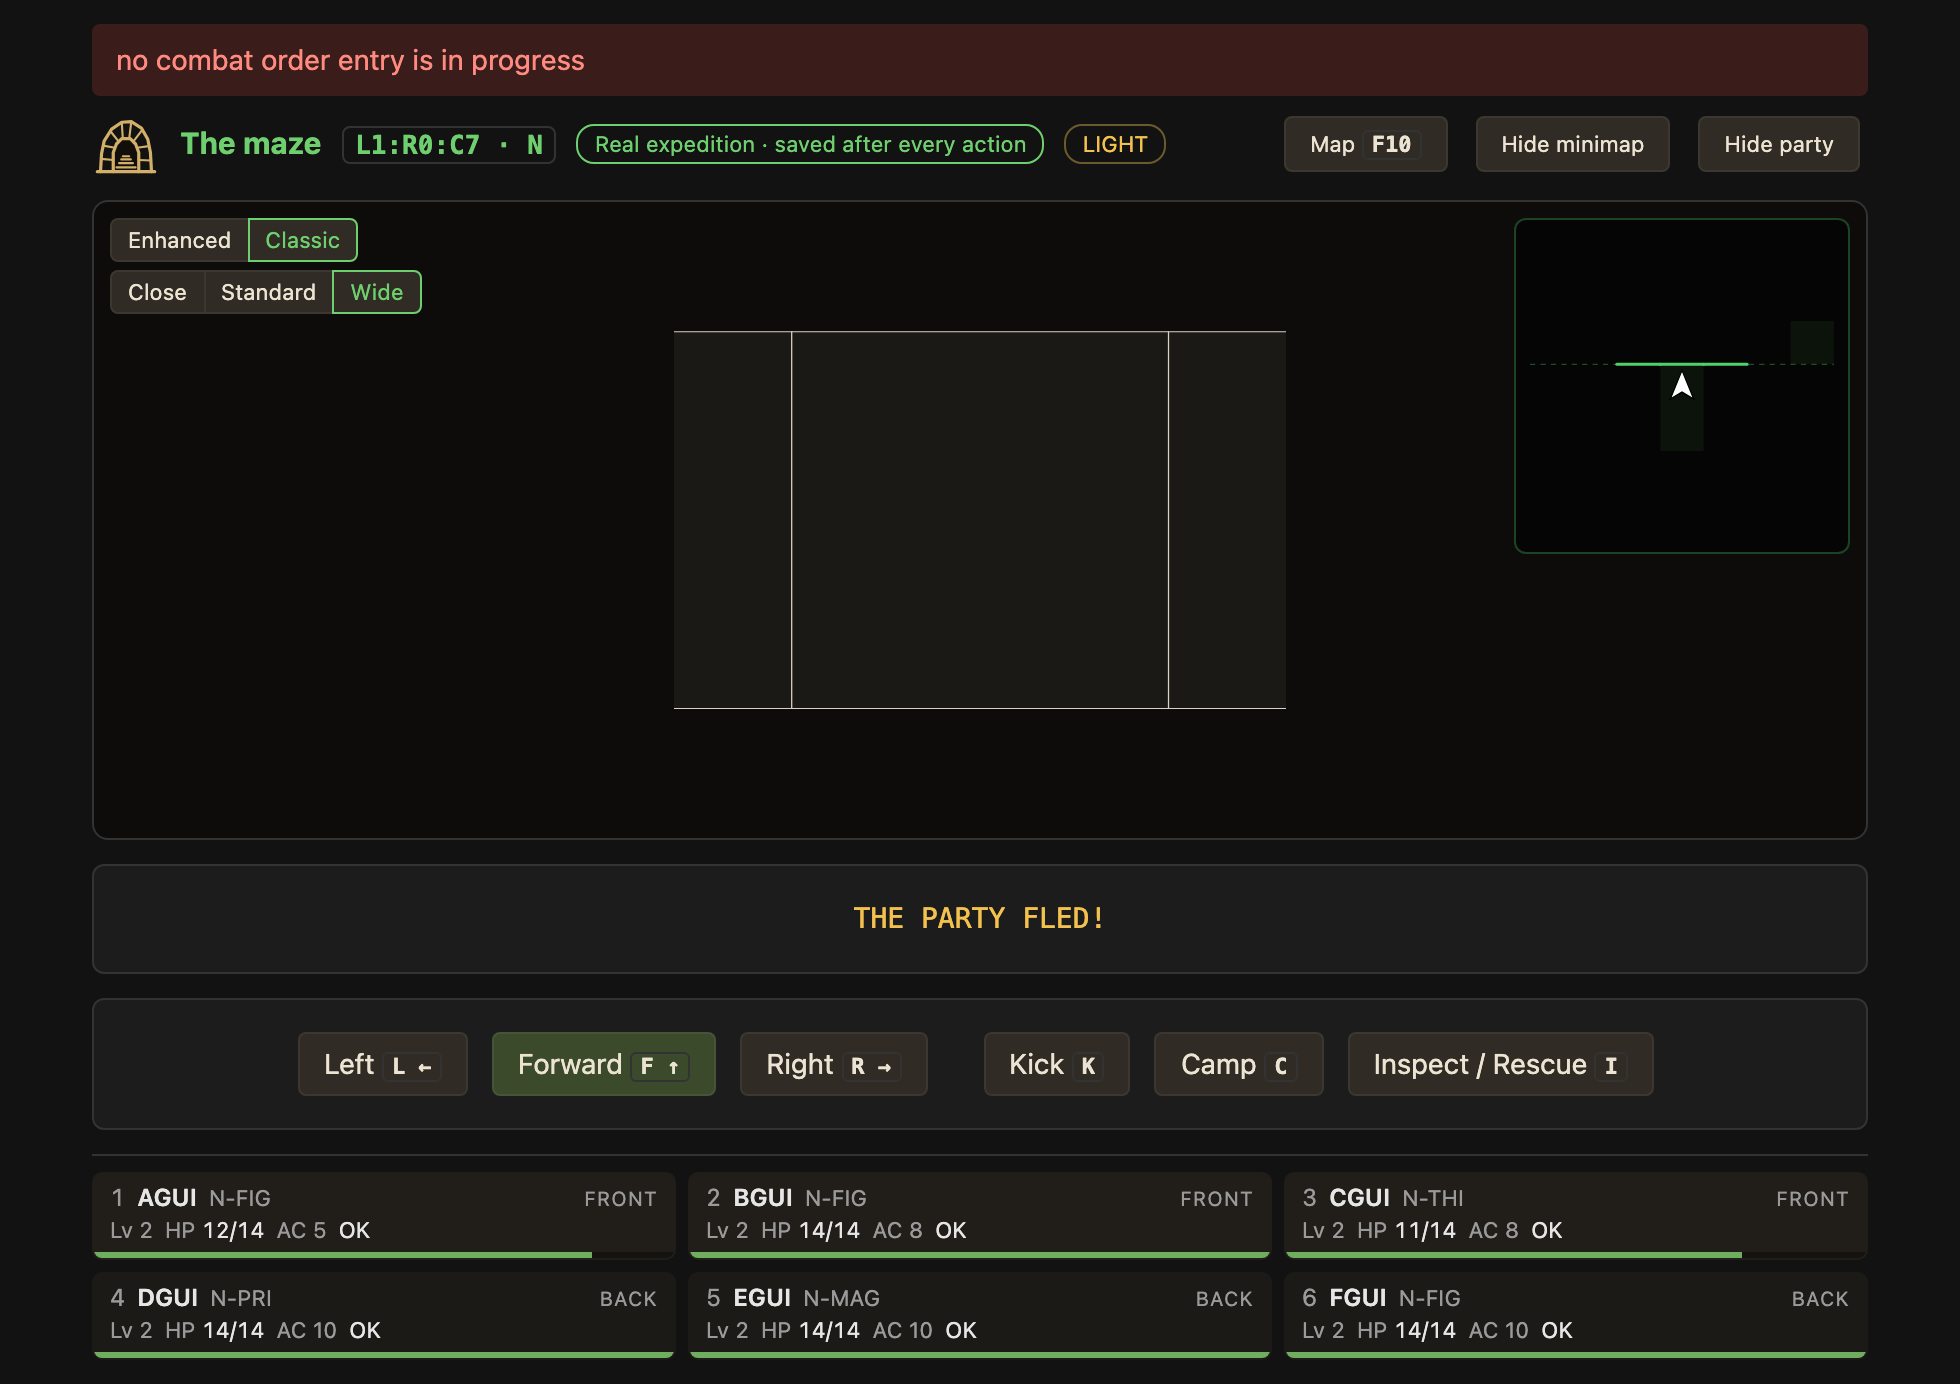 no combat order entry is in progress
The maze L1:R0:C7 · N Real expedition · saved after every action LIGHT Map F10 Hide minimap Hide party
Enhanced Classic
Close Standard Wide
THE PARTY FLED!
Left L ← Forward F ↑ Right R → Kick K Camp C Inspect / Rescue I
1 AGUI N-FIG FRONT
Lv 2 HP 12/14 AC 5 OK
2 BGUI N-FIG FRONT
Lv 2 HP 14/14 AC 8 OK
3 CGUI N-THI FRONT
Lv 2 HP 11/14 AC 8 OK
4 DGUI N-PRI BACK
Lv 2 HP 14/14 AC 10 OK
5 EGUI N-MAG BACK
Lv 2 HP 14/14 AC 10 OK
6 FGUI N-FIG BACK
Lv 2 HP 14/14 AC 10 OK